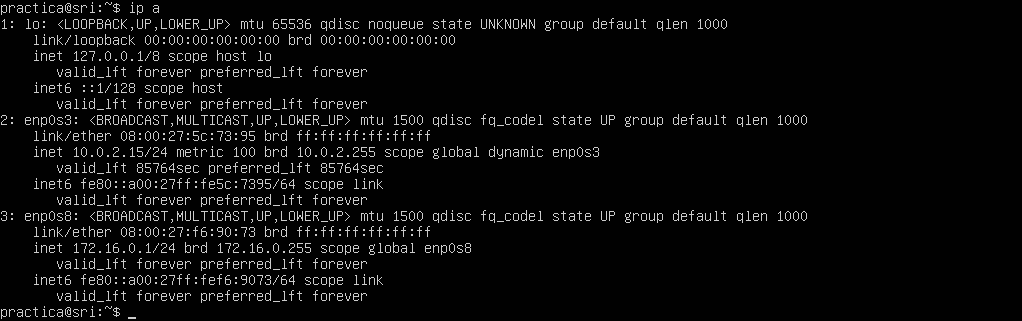 practica@sri:~$ ip a
1: lo: <LOOPBACK,UP,LOWER_UP> mtu 65536 qdisc noqueue state UNKNOWN group default qlen 1000
    link/loopback 00:00:00:00:00:00 brd 00:00:00:00:00:00
    inet 127.0.0.1/8 scope host lo
       valid_lft forever preferred_lft forever
    inet6 ::1/128 scope host
       valid_lft forever preferred_lft forever
2: enp0s3: <BROADCAST,MULTICAST,UP,LOWER_UP> mtu 1500 qdisc fq_codel state UP group default qlen 1000
    link/ether 08:00:27:5c:73:95 brd ff:ff:ff:ff:ff:ff
    inet 10.0.2.15/24 metric 100 brd 10.0.2.255 scope global dynamic enp0s3
       valid_lft 85764sec preferred_lft 85764sec
    inet6 fe80::a00:27ff:fe5c:7395/64 scope link
       valid_lft forever preferred_lft forever
3: enp0s8: <BROADCAST,MULTICAST,UP,LOWER_UP> mtu 1500 qdisc fq_codel state UP group default qlen 1000
    link/ether 08:00:27:f6:90:73 brd ff:ff:ff:ff:ff:ff
    inet 172.16.0.1/24 brd 172.16.0.255 scope global enp0s8
       valid_lft forever preferred_lft forever
    inet6 fe80::a00:27ff:fef6:9073/64 scope link
       valid_lft forever preferred_lft forever
practica@sri:~$ _